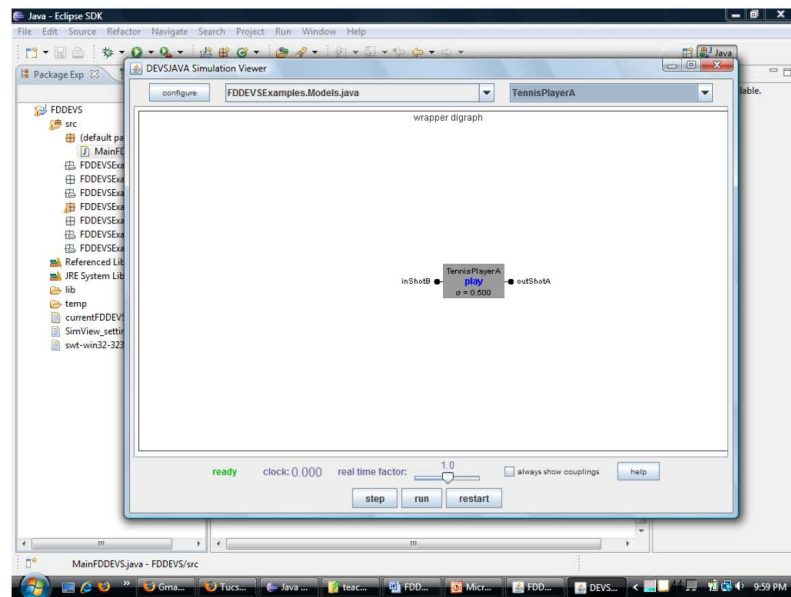 Java - Eclipse SDK
File Edit Source Refactor Navigate Search Project Run Window Help
Java
Package Exp
DEVSJAVA Simulation Viewer
lable.
configure FDDEVSExamples.Models.java TennisPlayerA
wrapper digraph
FDDEVS
src
(default pa
MainFD
FDDEVSExa
FDDEVSExa
FDDEVSExa
FDDEVSExa
FDDEVSExa
FDDEVSExa
FDDEVSExa
Referenced Lib
JRE System Lib
lib
temp
currentFDDEVS
SimView_settin
swt-win32-323
TennisPlayerA
inShotB play outShotA
σ = 0.500
ready clock: 0.000 real time factor: 1.0 always show couplings help
step run restart
MainFDDEVS.java - FDDEVS/src
Gma... Tucs... Java ... teac... FDD... Micr... FDD... DEVS... 9:59 PM